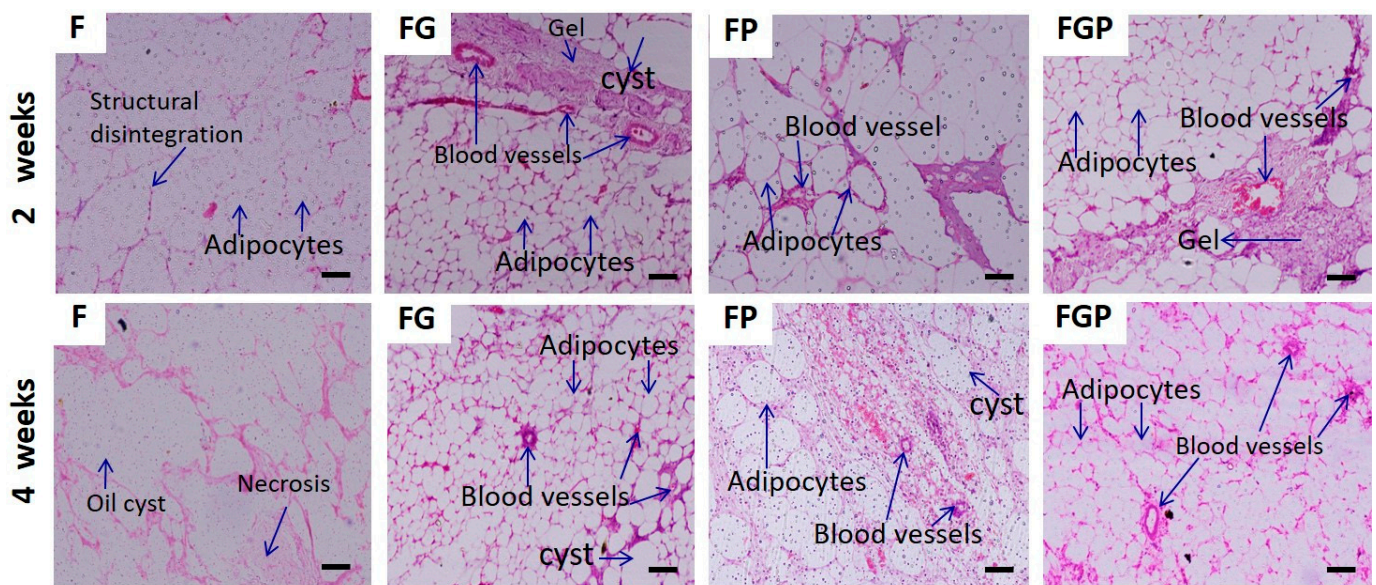 2 weeks
F
Structural
disintegration
Adipocytes
FG
Gel
cyst
Blood vessels
Adipocytes
FP
Blood vessel
Adipocytes
FGP
Blood vessels
Adipocytes
Gel
4 weeks
F
Oil cyst
Necrosis
FG
Adipocytes
Blood vessels
cyst
FP
cyst
Adipocytes
Blood vessels
FGP
Adipocytes
Blood vessels